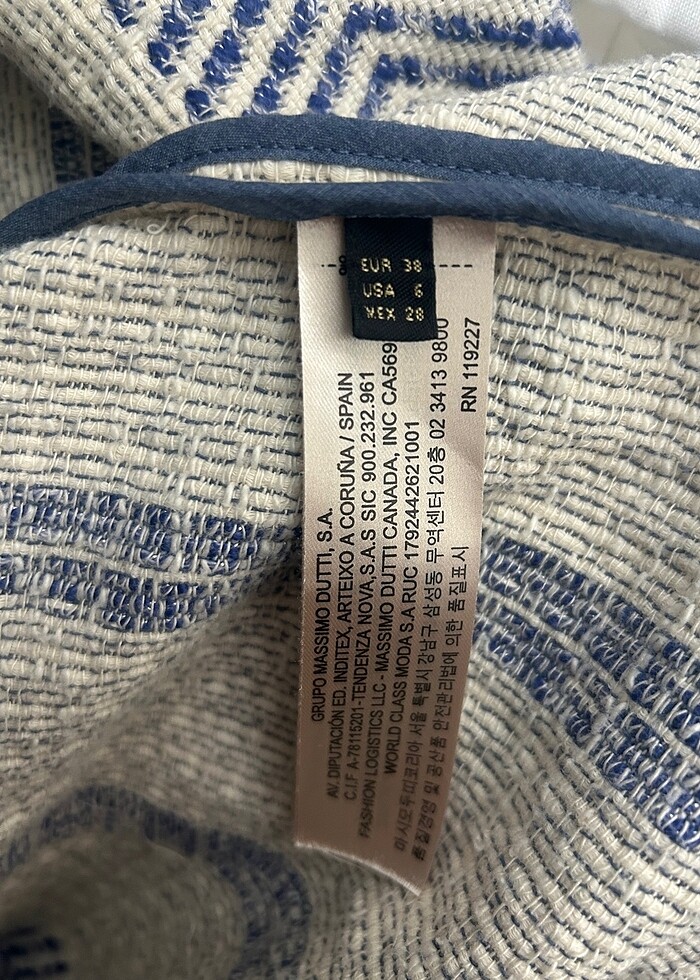 EUR 38
USA 6
MEX 28
GRUPO MASSIMO DUTTI, S.A.
AV. DIPUTACIÓN ED. INDITEX, ARTEIXO A CORUÑA / SPAIN
C.I.F A-78115201-TENDENZA NOVA, S.A.S SIC 900.232.961
FASHION LOGISTICS LLC - MASSIMO DUTTI CANADA, INC CA569
WORLD CLASS MODA S.A RUC 1792442621001
마시모두띠코리아 서울 특별시 강남구 삼성동 무역센터 20층 02 3413 9800
품질경영 및 공산품 안전관리법에 의한 품질표시
RN 119227